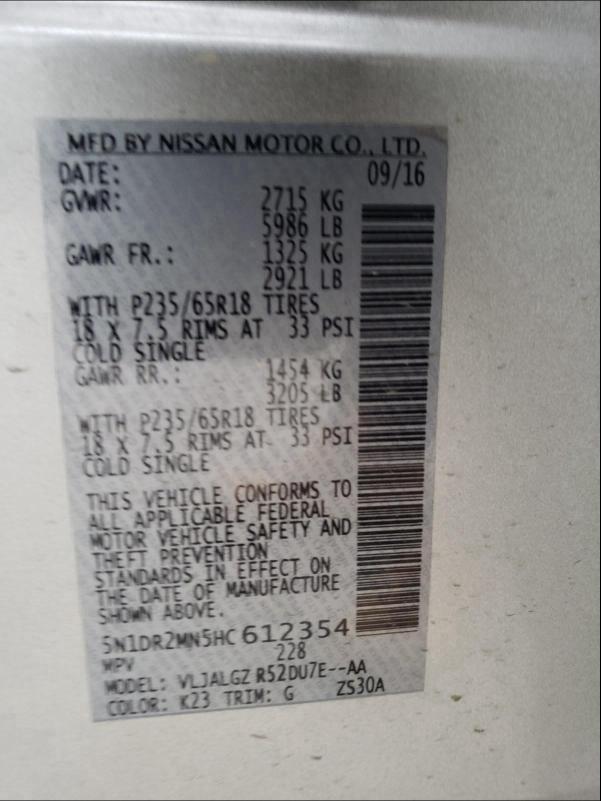 MFD BY NISSAN MOTOR CO., LTD.
DATE: 09/16
GVWR: 2715 KG
5986 LB
GAWR FR.: 1325 KG
2921 LB
WITH P235/65R18 TIRES
18 X 7.5 RIMS AT 33 PSI
COLD SINGLE
GAWR RR.: 1454 KG
3205 LB
WITH P235/65R18 TIRES
18 X 7.5 RIMS AT 33 PSI
COLD SINGLE
THIS VEHICLE CONFORMS TO
ALL APPLICABLE FEDERAL
MOTOR VEHICLE SAFETY AND
THEFT PREVENTION
STANDARDS IN EFFECT ON
THE DATE OF MANUFACTURE
SHOWN ABOVE.
5N1DR2MN5HC612354
MPV 228
MODEL: VLJALGZ R52DU7E--AA
COLOR: K23 TRIM: G ZS30A